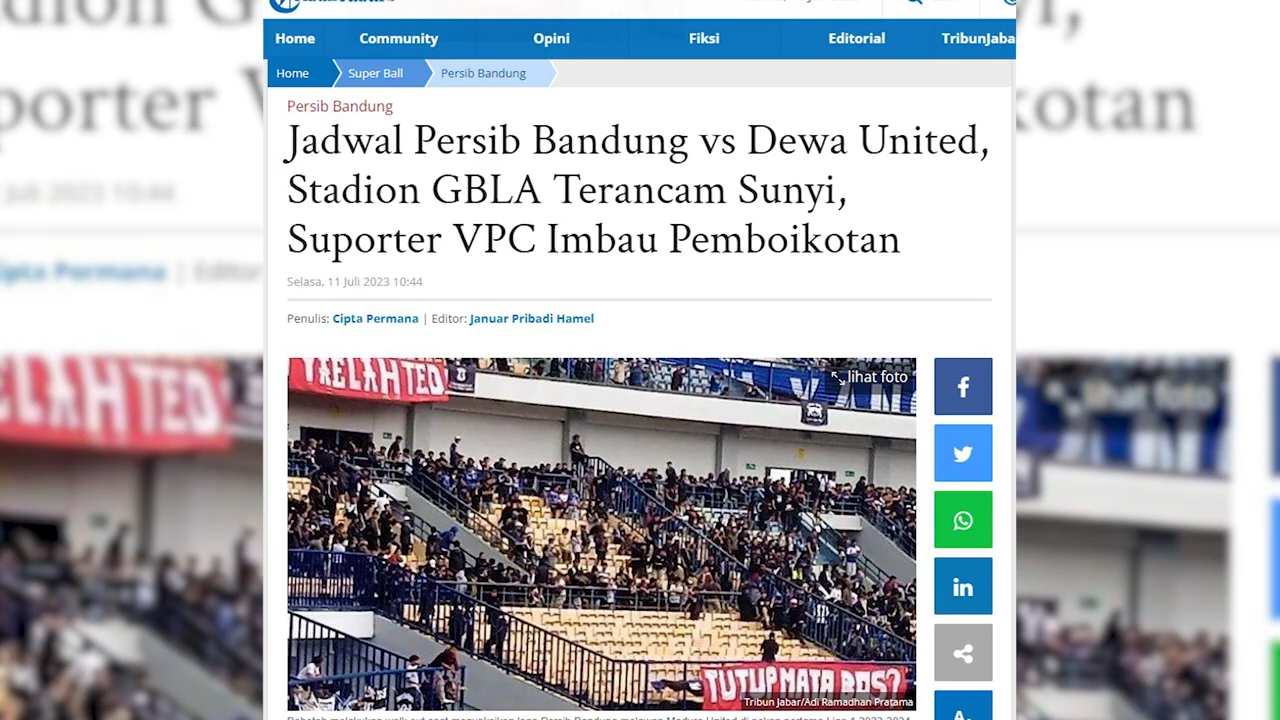 Home Community Opini Fiksi Editorial TribunJaba
Home Super Ball Persib Bandung
Persib Bandung
Jadwal Persib Bandung vs Dewa United,
Stadion GBLA Terancam Sunyi,
Suporter VPC Imbau Pemboikotan
Selasa, 11 Juli 2023 10:44
Penulis: Cipta Permana | Editor: Januar Pribadi Hamel
lihat foto
TUTUP MATA BOS?
Tribun Jabar/Adi Ramadhan Pratama